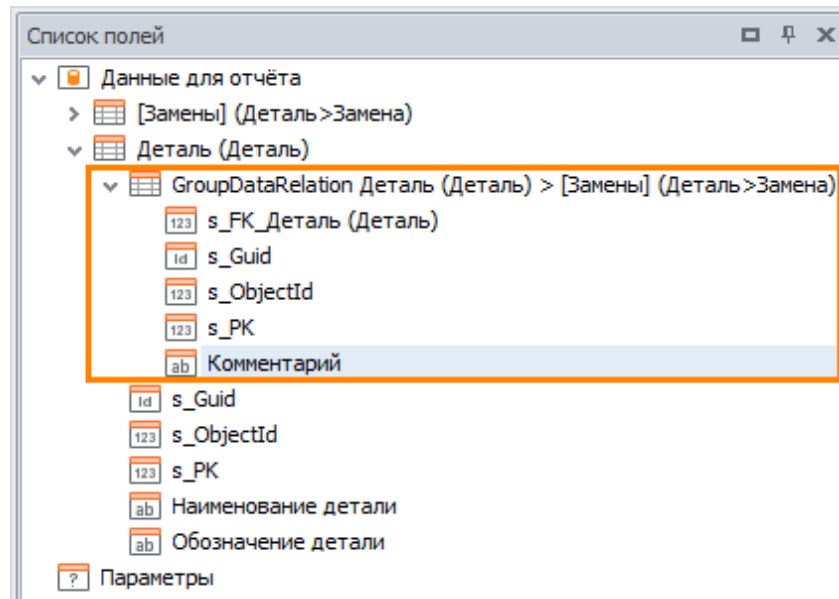 Список полей
Данные для отчёта
[Замены] (Деталь>Замена)
Деталь (Деталь)
GroupDataRelation Деталь (Деталь) > [Замены] (Деталь>Замена)
123 s_FK_Деталь (Деталь)
Id s_Guid
123 s_ObjectId
123 s_PK
ab Комментарий
Id s_Guid
123 s_ObjectId
123 s_PK
ab Наименование детали
ab Обозначение детали
? Параметры